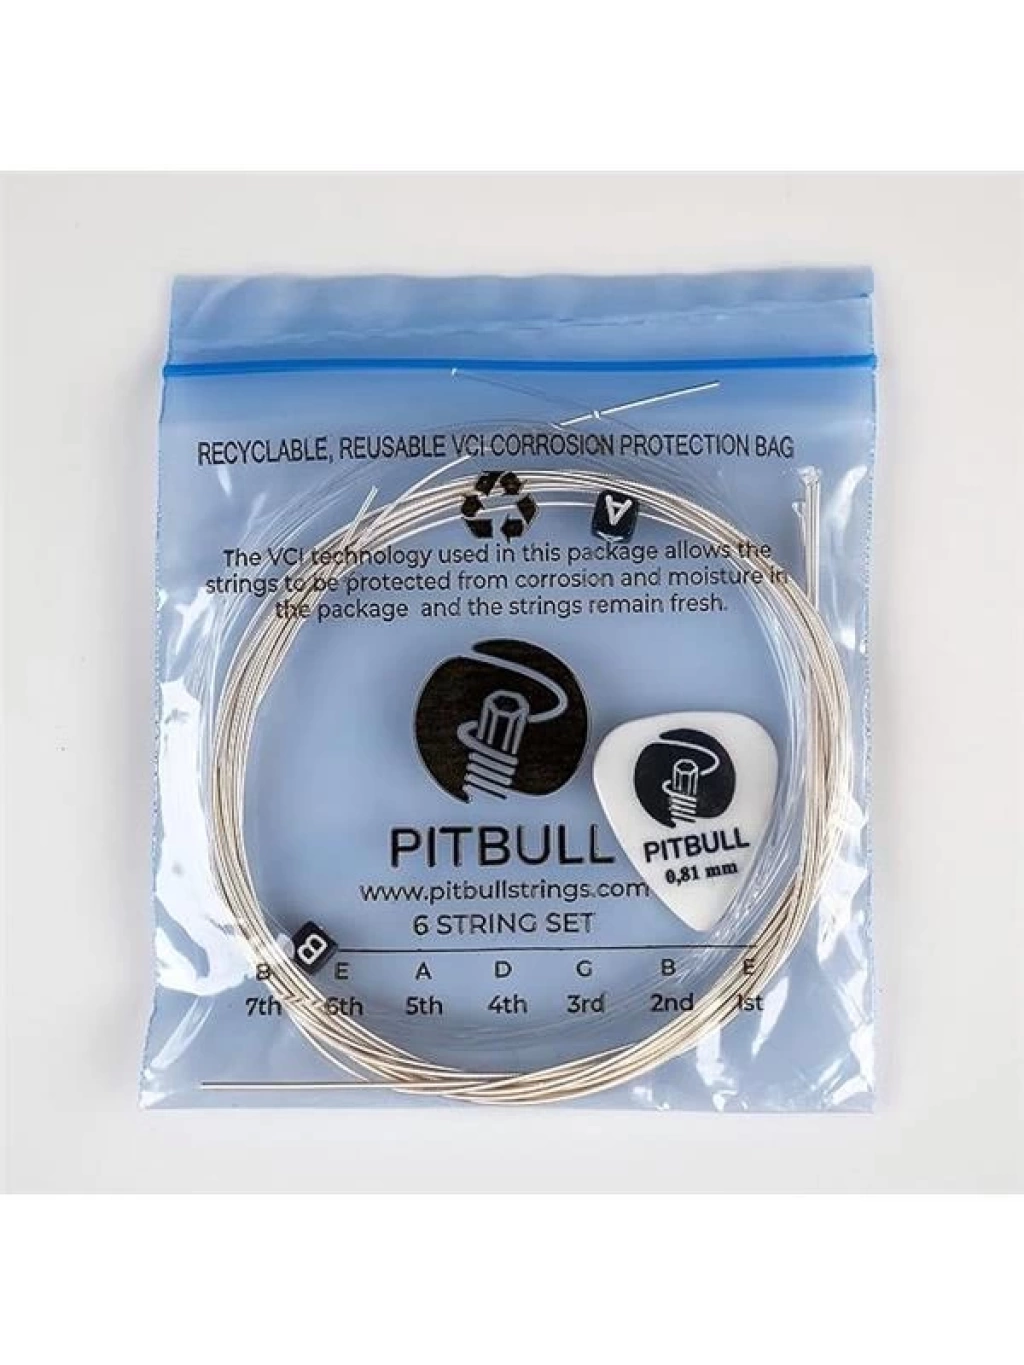 RECYCLABLE, REUSABLE VCI CORROSION PROTECTION BAG
A
The VCI technology used in this package allows the
strings to be protected from corrosion and moisture in
the package and the strings remain fresh.
PITBULL
www.pitbullstrings.com
6 STRING SET
PITBULL
0,81 mm
B
B E A D G B E
7th 6th 5th 4th 3rd 2nd 1st